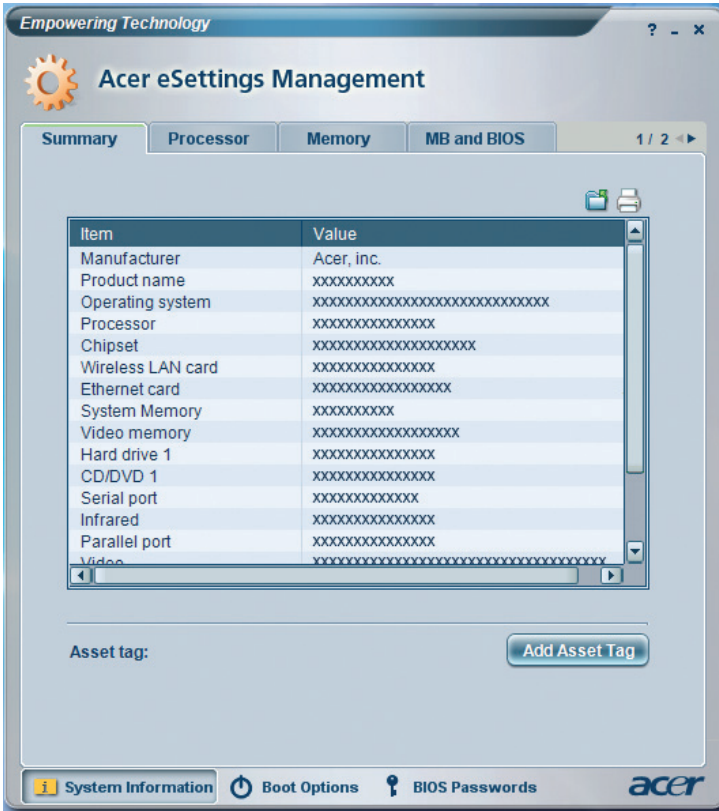 Empowering Technology
? - x
Acer eSettings Management
Summary Processor Memory MB and BIOS 1 / 2
Item Value
Manufacturer Acer, inc.
Product name xxxxxxxxxx
Operating system xxxxxxxxxxxxxxxxxxxxxxxxxxxxx
Processor xxxxxxxxxxxxxxx
Chipset xxxxxxxxxxxxxxxxxxxx
Wireless LAN card xxxxxxxxxxxxxxx
Ethernet card xxxxxxxxxxxxxxxxx
System Memory xxxxxxxxxx
Video memory xxxxxxxxxxxxxxxxxx
Hard drive 1 xxxxxxxxxxxxxxx
CD/DVD 1 xxxxxxxxxxxxxxx
Serial port xxxxxxxxxxxxx
Infrared xxxxxxxxxxxxxxx
Parallel port xxxxxxxxxxxxxxx
Video xxxxxxxxxxxxxxxxxxxxxxxxxxxxxxxxxxxx
Asset tag: Add Asset Tag
System Information Boot Options BIOS Passwords acer